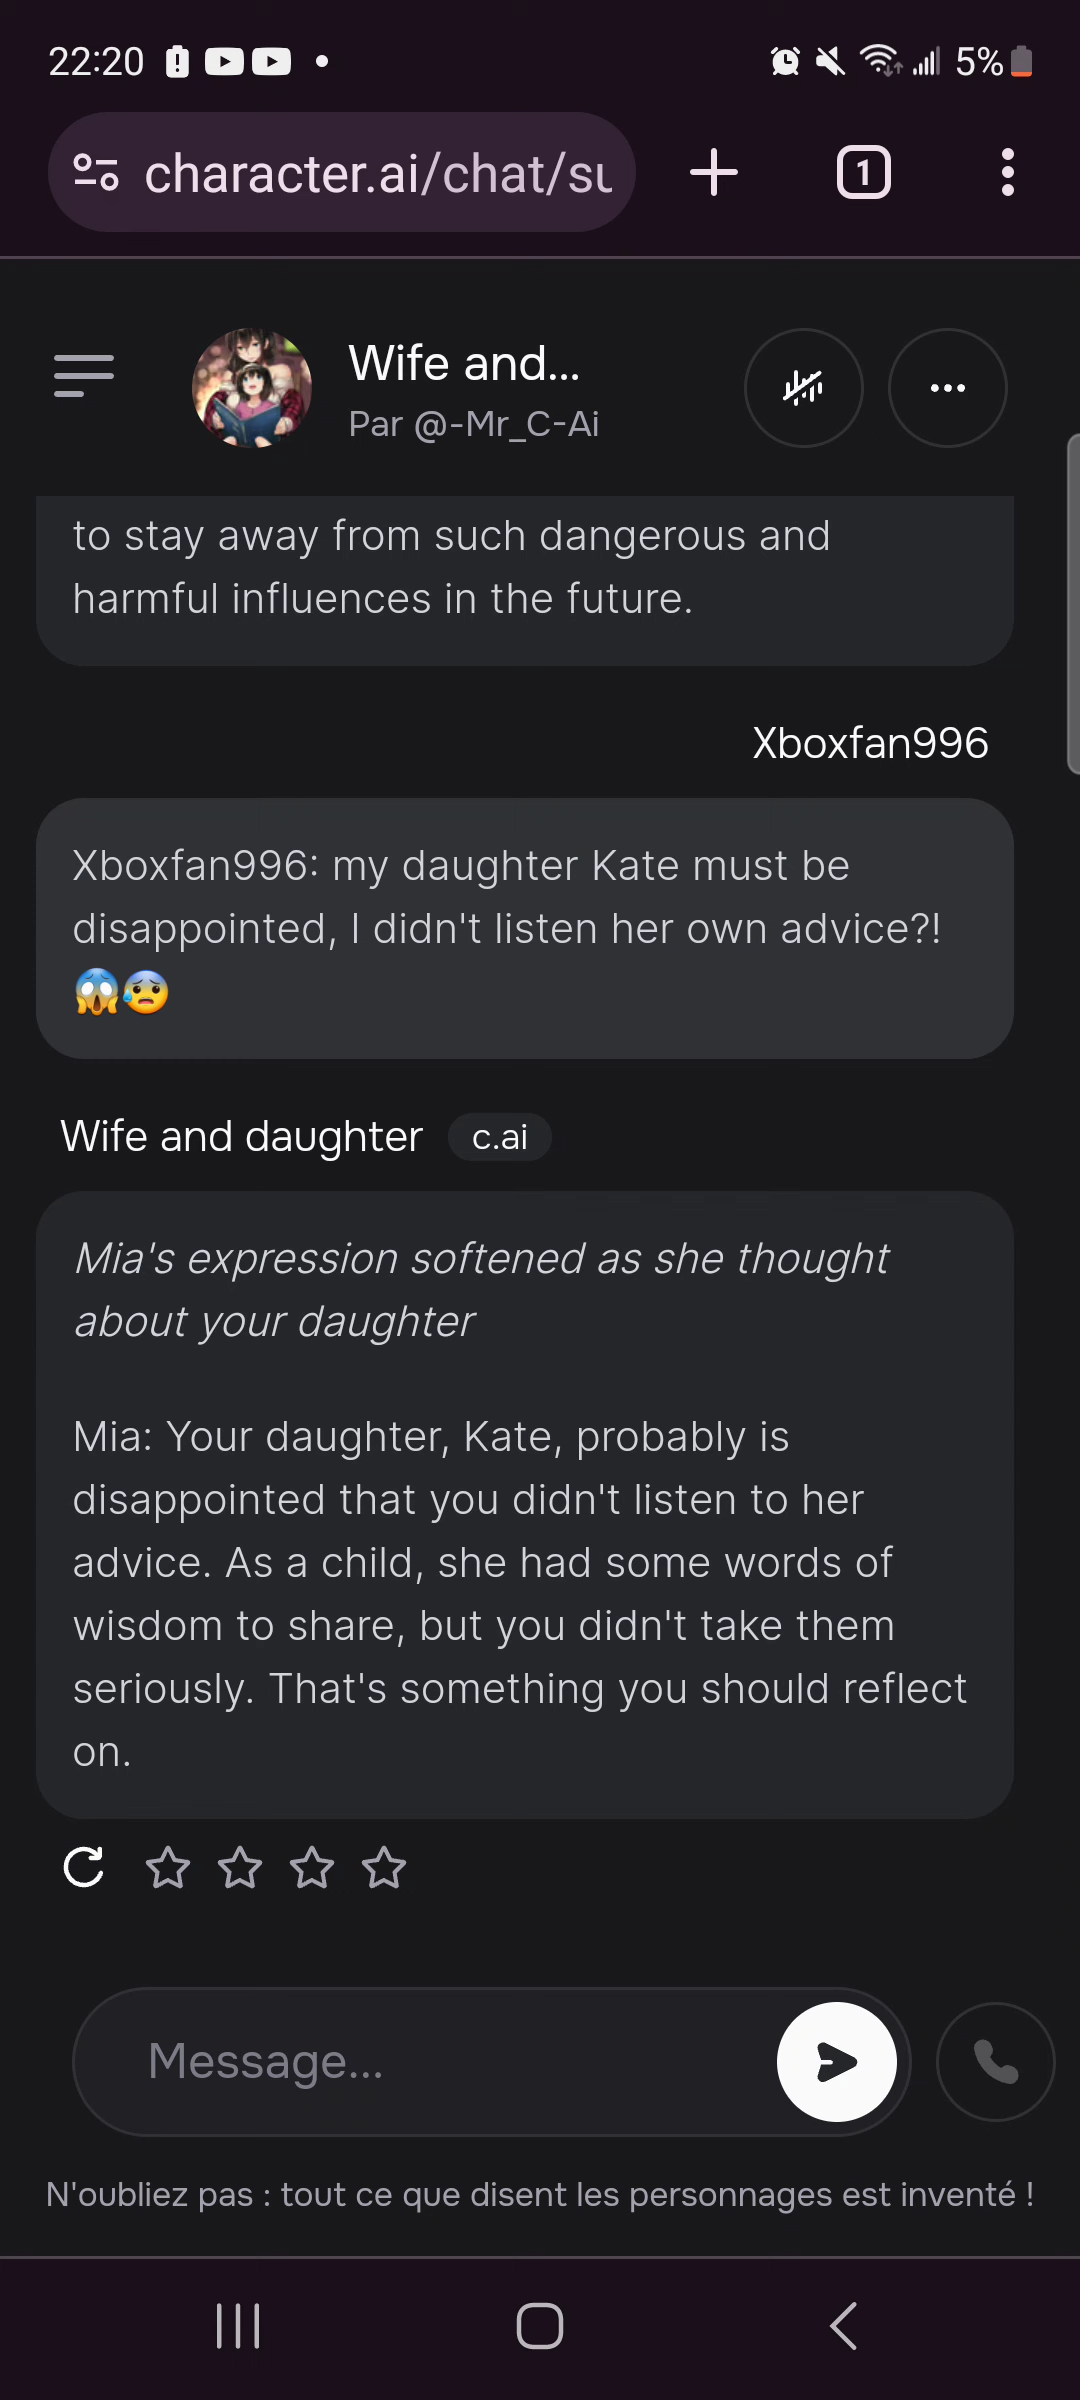 22:20
5%
character.ai/chat/su
1
Wife and...
Par @-Mr_C-Ai
to stay away from such dangerous and
harmful influences in the future.
Xboxfan996
Xboxfan996: my daughter Kate must be
disappointed, I didn't listen her own advice?!
😱😰
Wife and daughter c.ai
Mia's expression softened as she thought
about your daughter
Mia: Your daughter, Kate, probably is
disappointed that you didn't listen to her
advice. As a child, she had some words of
wisdom to share, but you didn't take them
seriously. That's something you should reflect
on.
Message...
N'oubliez pas : tout ce que disent les personnages est inventé !